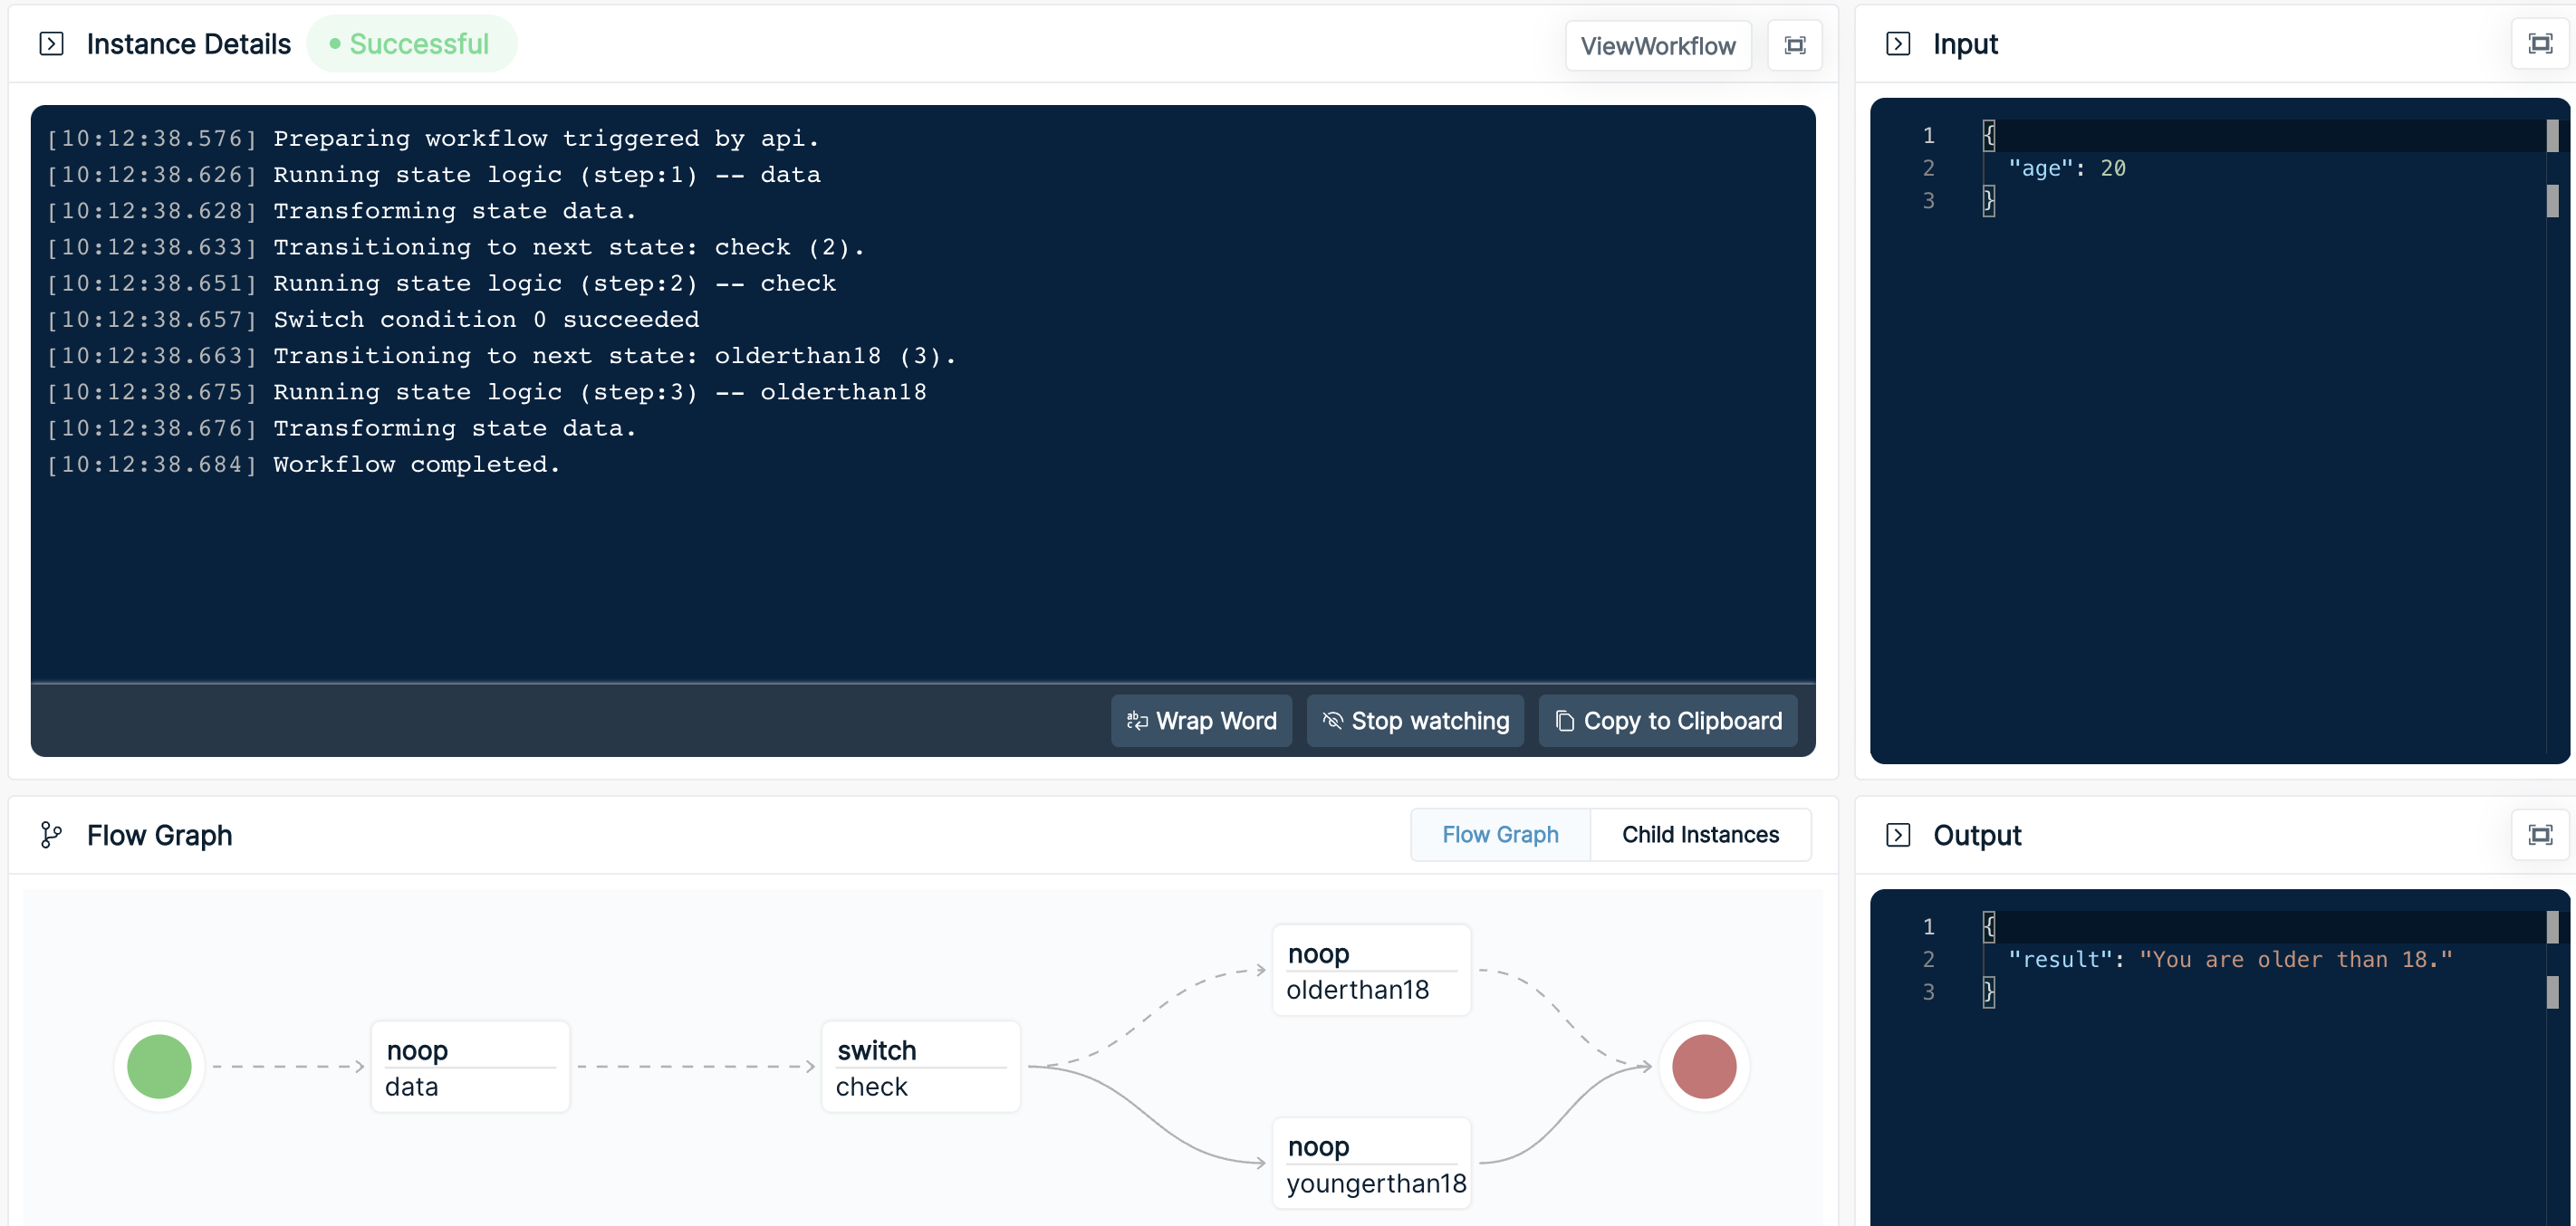 Instance Details
Successful
ViewWorkflow
[10:12:38.576] Preparing workflow triggered by api.
[10:12:38.626] Running state logic (step:1) -- data
[10:12:38.628] Transforming state data.
[10:12:38.633] Transitioning to next state: check (2).
[10:12:38.651] Running state logic (step:2) -- check
[10:12:38.657] Switch condition 0 succeeded
[10:12:38.663] Transitioning to next state: olderthan18 (3).
[10:12:38.675] Running state logic (step:3) -- olderthan18
[10:12:38.676] Transforming state data.
[10:12:38.684] Workflow completed.
Wrap Word
Stop watching
Copy to Clipboard
Input
1 {
2 "age": 20
3 }
Flow Graph
Flow Graph
Child Instances
noop
data
switch
check
noop
olderthan18
noop
youngerthan18
Output
1 {
2 "result": "You are older than 18."
3 }